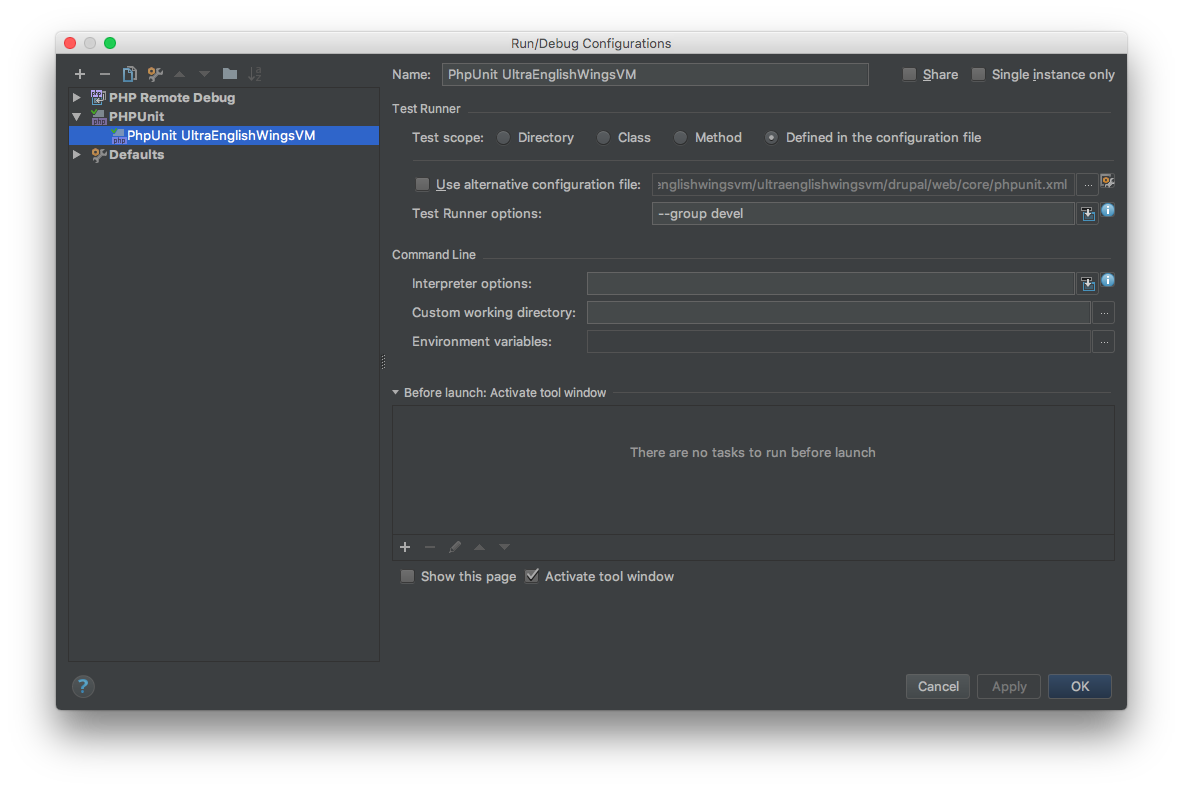 Run/Debug Configurations
Name: PhpUnit UltraEnglishWingsVM Share Single instance only
PHP Remote Debug
PHPUnit
PhpUnit UltraEnglishWingsVM
Defaults
Test Runner
Test scope: Directory Class Method Defined in the configuration file
Use alternative configuration file: englishwingsvm/ultraenglishwingsvm/drupal/web/core/phpunit.xml ...
Test Runner options: --group devel
Command Line
Interpreter options:
Custom working directory: ...
Environment variables: ...
Before launch: Activate tool window
There are no tasks to run before launch
Show this page Activate tool window
? Cancel Apply OK